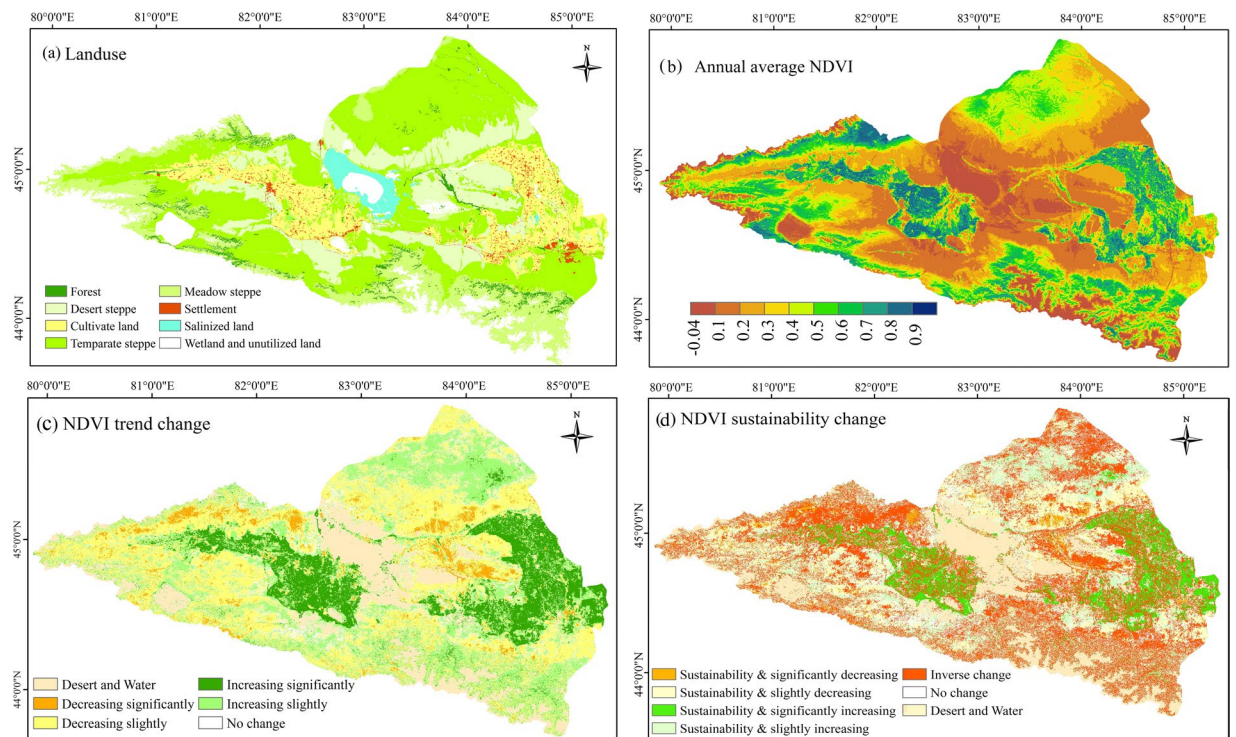 80°0'0"E 81°0'0"E 82°0'0"E 83°0'0"E 84°0'0"E 85°0'0"E
(a) Landuse
N
45°0'0"N
44°0'0"N
Forest
Desert steppe
Cultivate land
Temparate steppe
Meadow steppe
Settlement
Salinized land
Wetland and unutilized land
80°0'0"E 81°0'0"E 82°0'0"E 83°0'0"E 84°0'0"E 85°0'0"E
(b) Annual average NDVI
45°0'0"N
44°0'0"N
-0.04 0.1 0.2 0.3 0.4 0.5 0.6 0.7 0.8 0.9
80°0'0"E 81°0'0"E 82°0'0"E 83°0'0"E 84°0'0"E 85°0'0"E
(c) NDVI trend change
N
45°0'0"N
44°0'0"N
Desert and Water
Decreasing significantly
Decreasing slightly
Increasing significantly
Increasing slightly
No change
80°0'0"E 81°0'0"E 82°0'0"E 83°0'0"E 84°0'0"E 85°0'0"E
(d) NDVI sustainability change
N
45°0'0"N
44°0'0"N
Sustainability & significantly decreasing
Sustainability & slightly decreasing
Sustainability & significantly increasing
Sustainability & slightly increasing
Inverse change
No change
Desert and Water